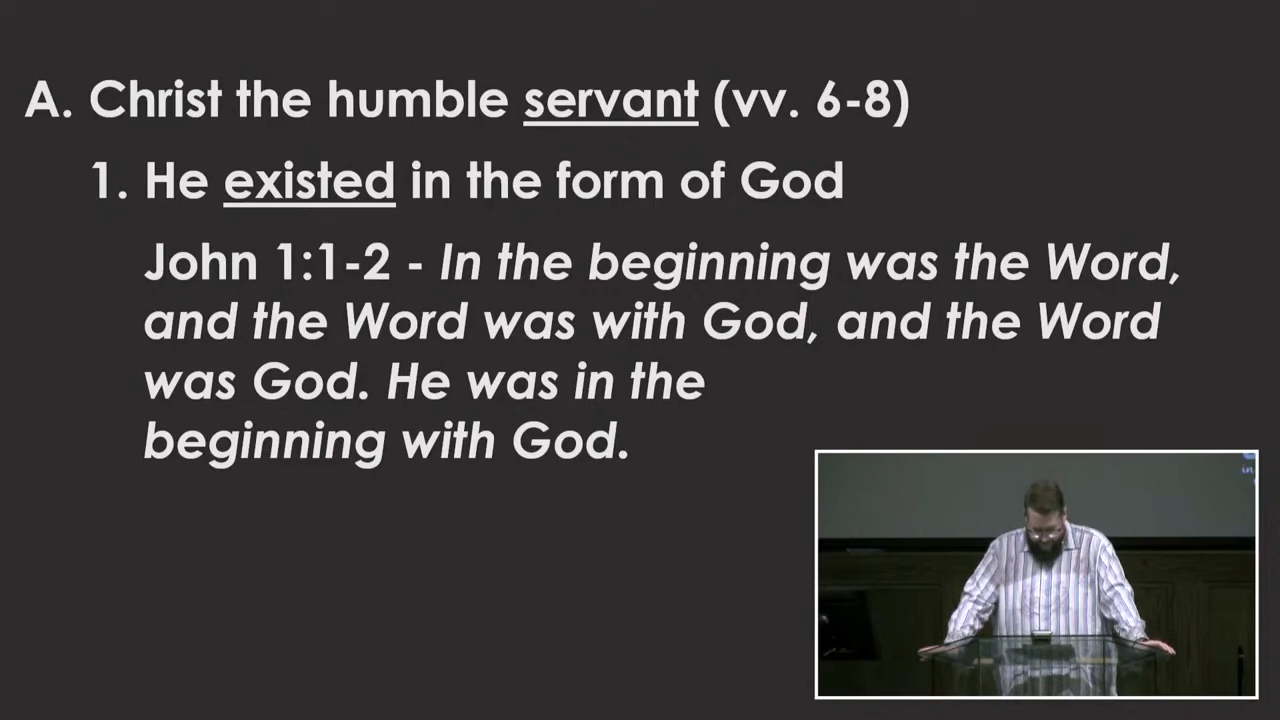 A. Christ the humble servant (vv. 6-8)
1. He existed in the form of God
John 1:1-2 - In the beginning was the Word,
and the Word was with God, and the Word
was God. He was in the
beginning with God.
in